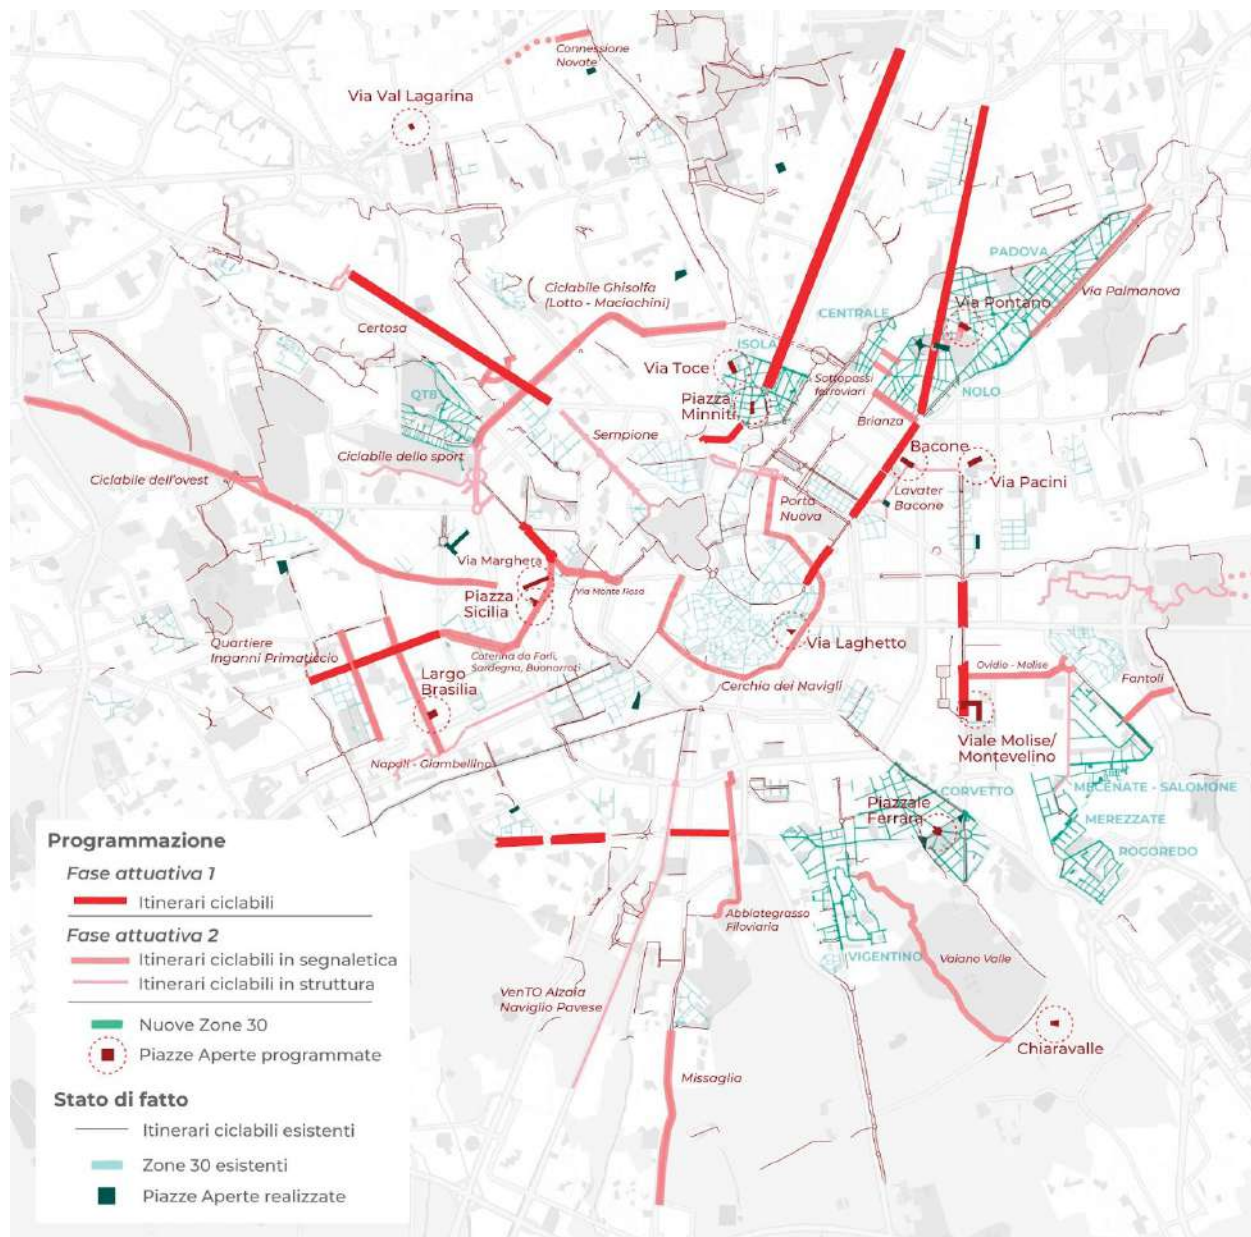 Connessione
Novate
Via Val Lagarina
PADOVA
Via Pontano
Via Palmanova
Ciclabile Ghisolfa
(Lotto - Maciachini)
CENTRALE
Certosa
ISOLA
Via Toce
Sottopassi
ferroviari
NOLO
QT8
Piazza
Minniti
Brianza
Sempione
Bacone
Ciclabile dello sport
Via Pacini
Ciclabile dell'ovest
Lavater
Bacone
Porta
Nuova
Via Marghera
Piazza
Sicilia
Via Monte Rosa
Quartiere
Inganni Primaticcio
Via Laghetto
Caterina da Forlì,
Sardegna, Buonarroti
Ovidio - Molise
Largo
Brasilia
Cerchia dei Navigli
Fantoli
Viale Molise/
Montevelino
Napoli - Giambellino
MECENATE - SALOMONE
CORVETTO
Piazzale
Ferrara
MEREZZATE
ROGOREDO
Abbiategrasso
Filoviaria
VIGENTINO
Vaiano Valle
VenTO Alzaia
Naviglio Pavese
Chiaravalle
Missaglia
Programmazione
Fase attuativa 1
Itinerari ciclabili
Fase attuativa 2
Itinerari ciclabili in segnaletica
Itinerari ciclabili in struttura
Nuove Zone 30
Piazze Aperte programmate
Stato di fatto
Itinerari ciclabili esistenti
Zone 30 esistenti
Piazze Aperte realizzate